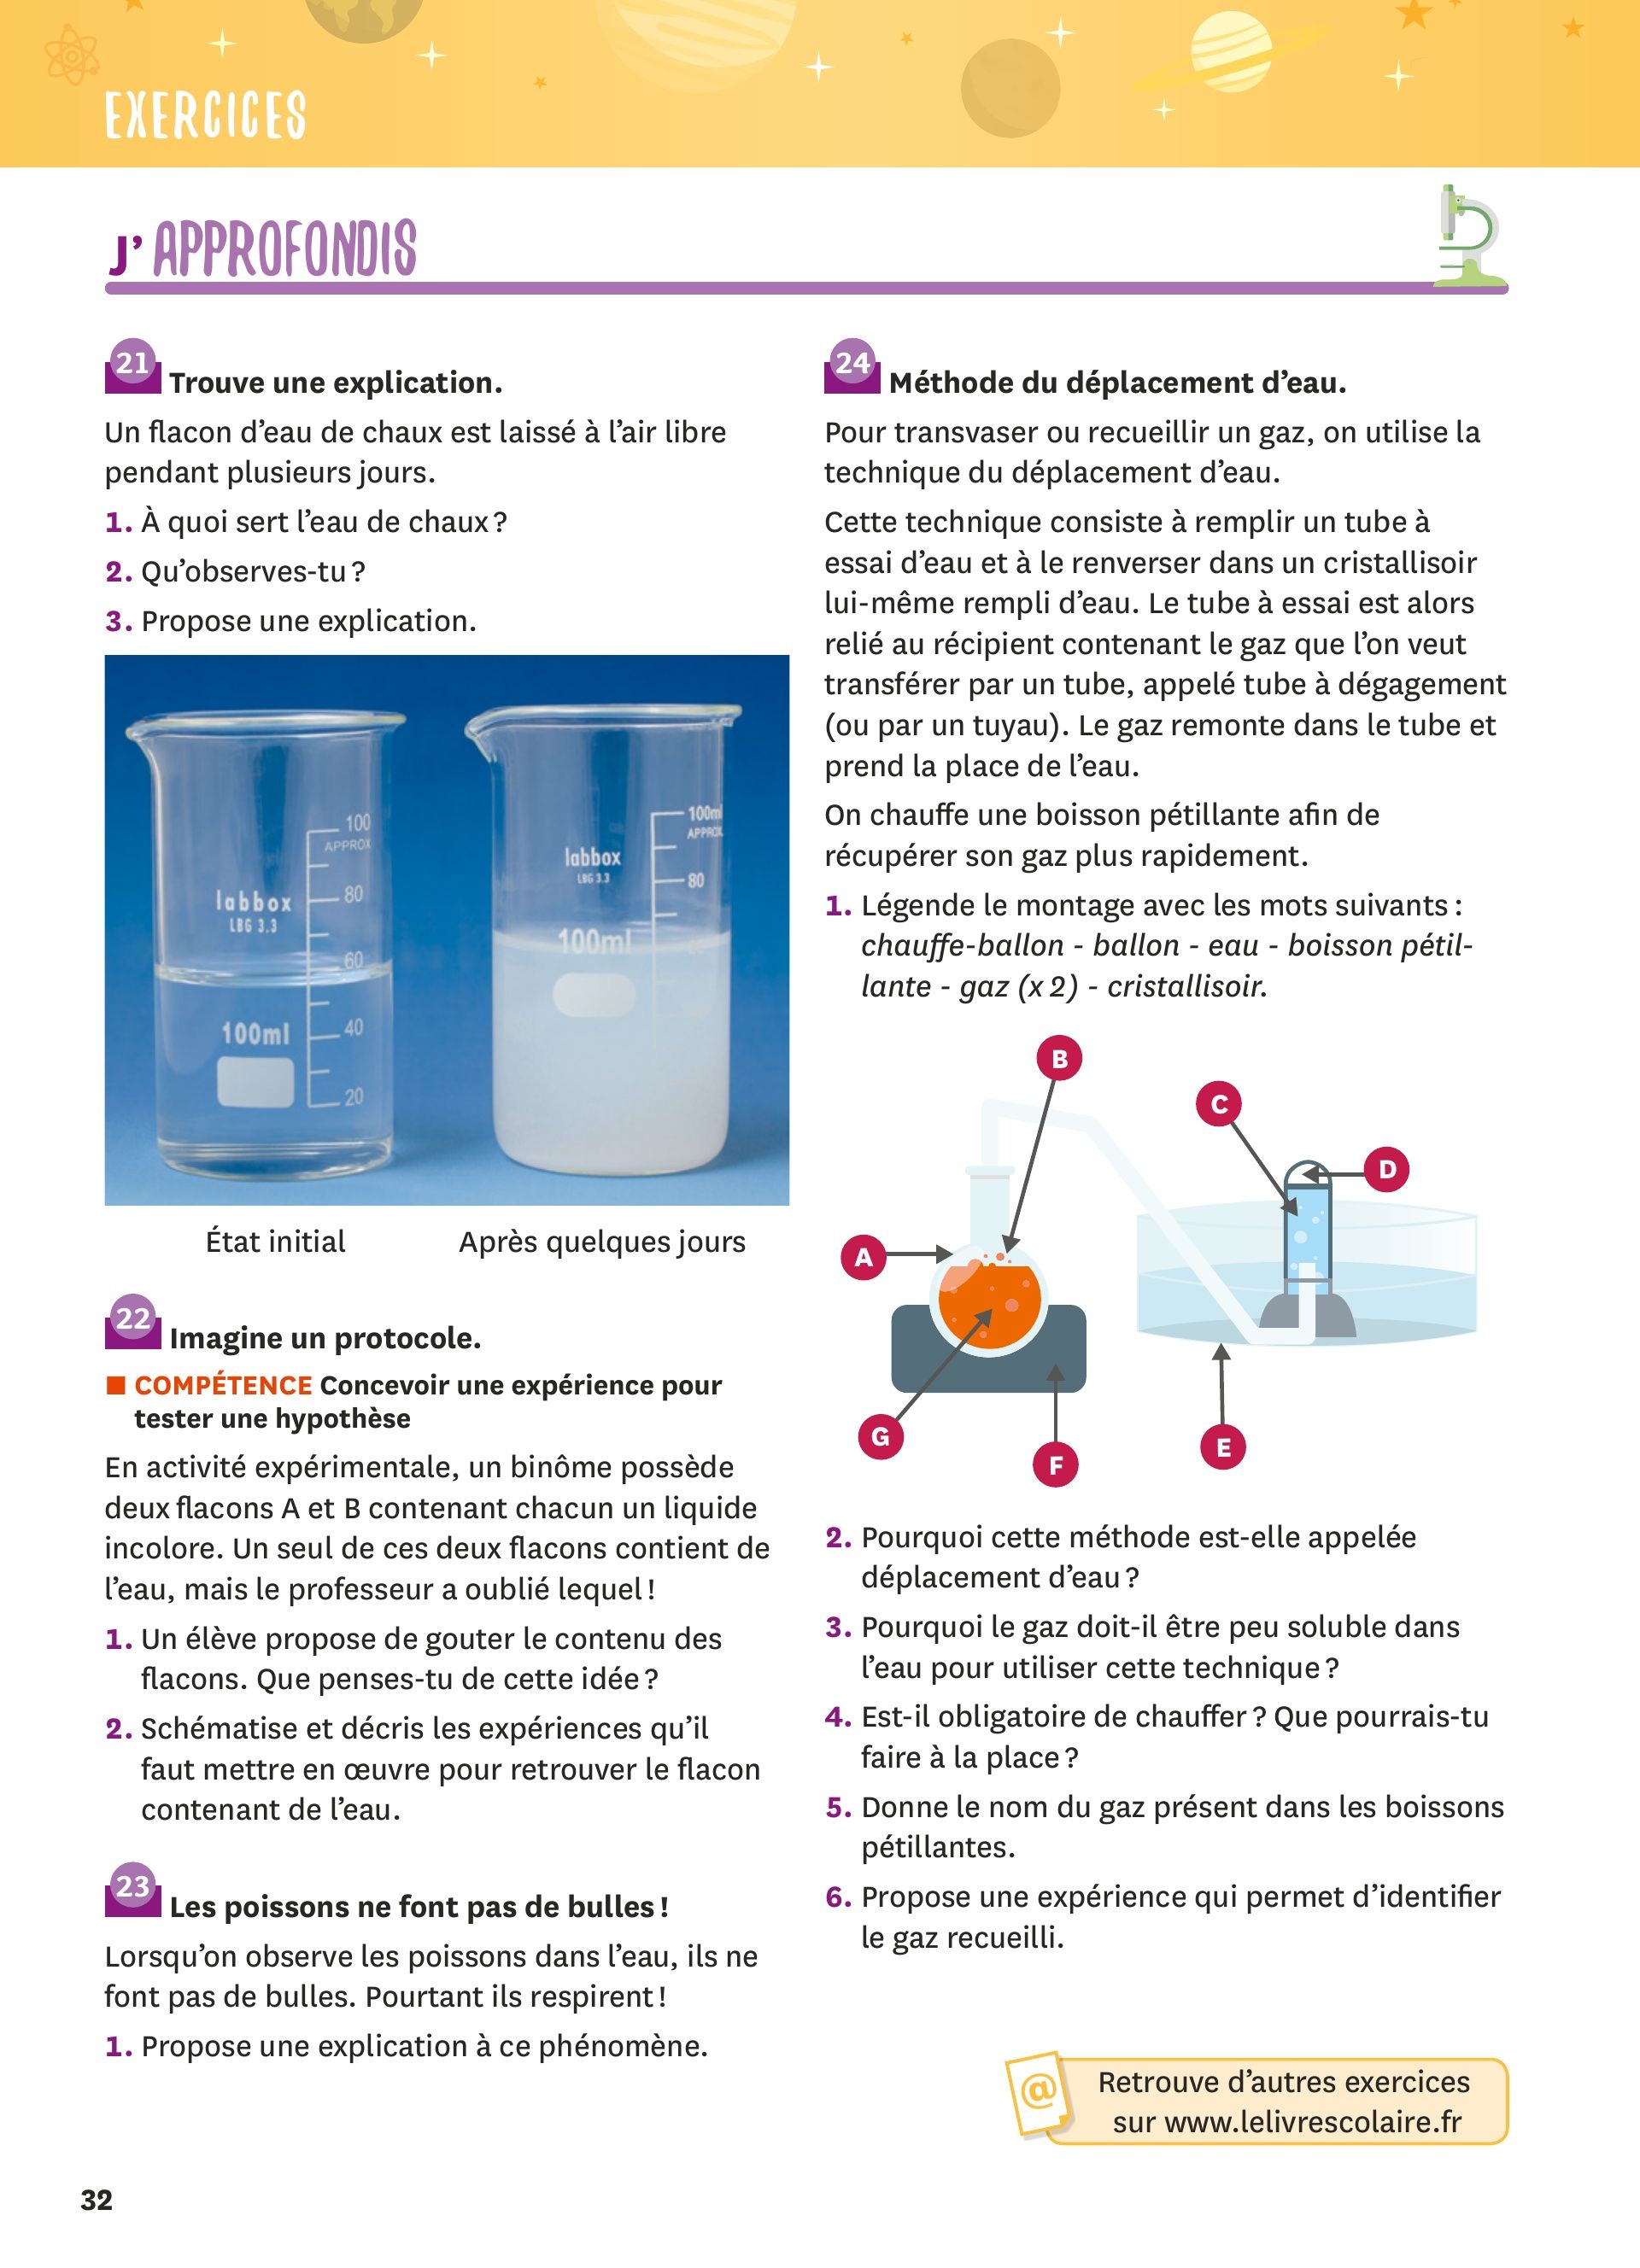 EXERCICES
J’APPROFONDIS
21 Trouve une explication.
Un flacon d’eau de chaux est laissé à l’air libre
pendant plusieurs jours.
1. À quoi sert l’eau de chaux ?
2. Qu’observes-tu ?
3. Propose une explication.
100
APPROX
80
labbox
LBG 3.3
60
40
100ml
20
100ml
APPROX
labbox
LBG 3.3
80
100ml
État initial
Après quelques jours
22 Imagine un protocole.
COMPÉTENCE Concevoir une expérience pour
tester une hypothèse
En activité expérimentale, un binôme possède
deux flacons A et B contenant chacun un liquide
incolore. Un seul de ces deux flacons contient de
l’eau, mais le professeur a oublié lequel !
1. Un élève propose de gouter le contenu des
flacons. Que penses-tu de cette idée ?
2. Schématise et décris les expériences qu’il
faut mettre en œuvre pour retrouver le flacon
contenant de l’eau.
23 Les poissons ne font pas de bulles !
Lorsqu’on observe les poissons dans l’eau, ils ne
font pas de bulles. Pourtant ils respirent !
1. Propose une explication à ce phénomène.
24 Méthode du déplacement d’eau.
Pour transvaser ou recueillir un gaz, on utilise la
technique du déplacement d’eau.
Cette technique consiste à remplir un tube à
essai d’eau et à le renverser dans un cristallisoir
lui-même rempli d’eau. Le tube à essai est alors
relié au récipient contenant le gaz que l’on veut
transférer par un tube, appelé tube à dégagement
(ou par un tuyau). Le gaz remonte dans le tube et
prend la place de l’eau.
On chauffe une boisson pétillante afin de
récupérer son gaz plus rapidement.
1. Légende le montage avec les mots suivants :
chauffe-ballon - ballon - eau - boisson pétil-
lante - gaz (x 2) - cristallisoir.
B
C
D
A
G
F
E
2. Pourquoi cette méthode est-elle appelée
déplacement d’eau ?
3. Pourquoi le gaz doit-il être peu soluble dans
l’eau pour utiliser cette technique ?
4. Est-il obligatoire de chauffer ? Que pourrais-tu
faire à la place ?
5. Donne le nom du gaz présent dans les boissons
pétillantes.
6. Propose une expérience qui permet d’identifier
le gaz recueilli.
@
Retrouve d’autres exercices
sur www.lelivrescolaire.fr
32